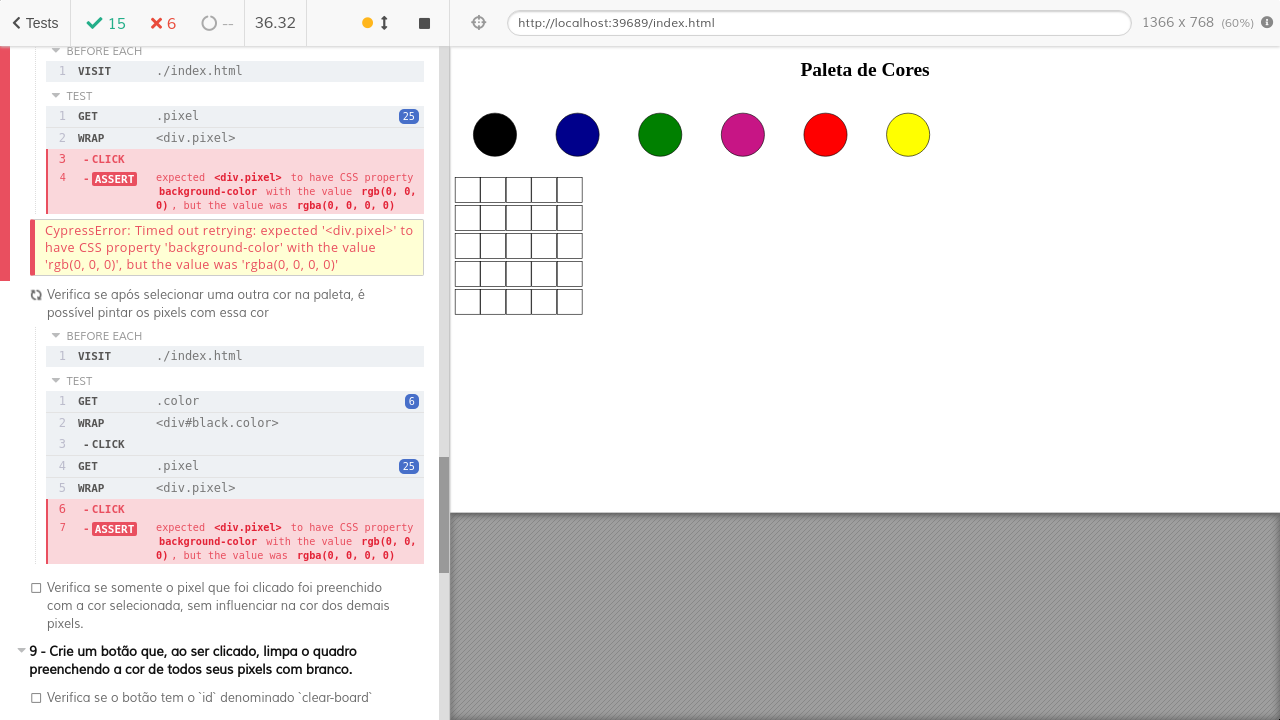 Tests 15 6 -- 36.32
http://localhost:39689/index.html 1366 x 768 (60%)
BEFORE EACH
1 VISIT ./index.html
TEST
1 GET .pixel 25
2 WRAP <div.pixel>
3 - CLICK
4 - ASSERT expected <div.pixel> to have CSS property
background-color with the value rgb(0, 0,
0), but the value was rgba(0, 0, 0, 0)
CypressError: Timed out retrying: expected '<div.pixel>' to
have CSS property 'background-color' with the value
'rgb(0, 0, 0)', but the value was 'rgba(0, 0, 0, 0)'
Verifica se após selecionar uma outra cor na paleta, é
possível pintar os pixels com essa cor
BEFORE EACH
1 VISIT ./index.html
TEST
1 GET .color 6
2 WRAP <div#black.color>
3 - CLICK
4 GET .pixel 25
5 WRAP <div.pixel>
6 - CLICK
7 - ASSERT expected <div.pixel> to have CSS property
background-color with the value rgb(0, 0,
0), but the value was rgba(0, 0, 0, 0)
Verifica se somente o pixel que foi clicado foi preenchido
com a cor selecionada, sem influenciar na cor dos demais
pixels.
9 - Crie um botão que, ao ser clicado, limpa o quadro
preenchendo a cor de todos seus pixels com branco.
Verifica se o botão tem o `id` denominado `clear-board`
Paleta de Cores